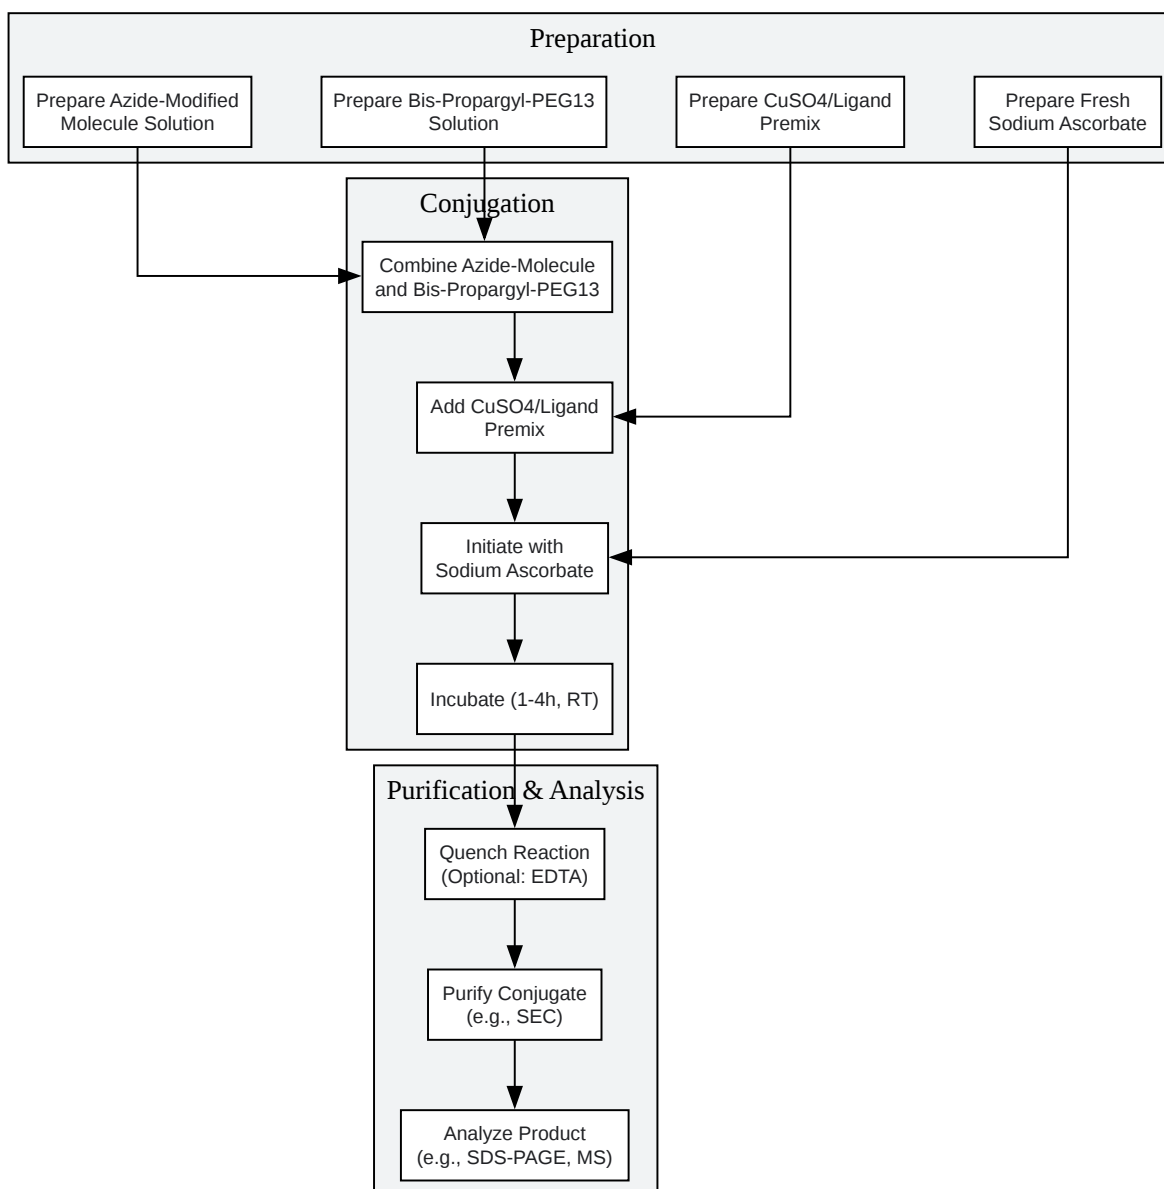 Preparation
Prepare Azide-Modified
Molecule Solution
Prepare Bis-Propargyl-PEG13
Solution
Prepare CuSO4/Ligand
Premix
Prepare Fresh
Sodium Ascorbate
Conjugation
Combine Azide-Molecule
and Bis-Propargyl-PEG13
Add CuSO4/Ligand
Premix
Initiate with
Sodium Ascorbate
Incubate (1-4h, RT)
Purification & Analysis
Quench Reaction
(Optional: EDTA)
Purify Conjugate
(e.g., SEC)
Analyze Product
(e.g., SDS-PAGE, MS)